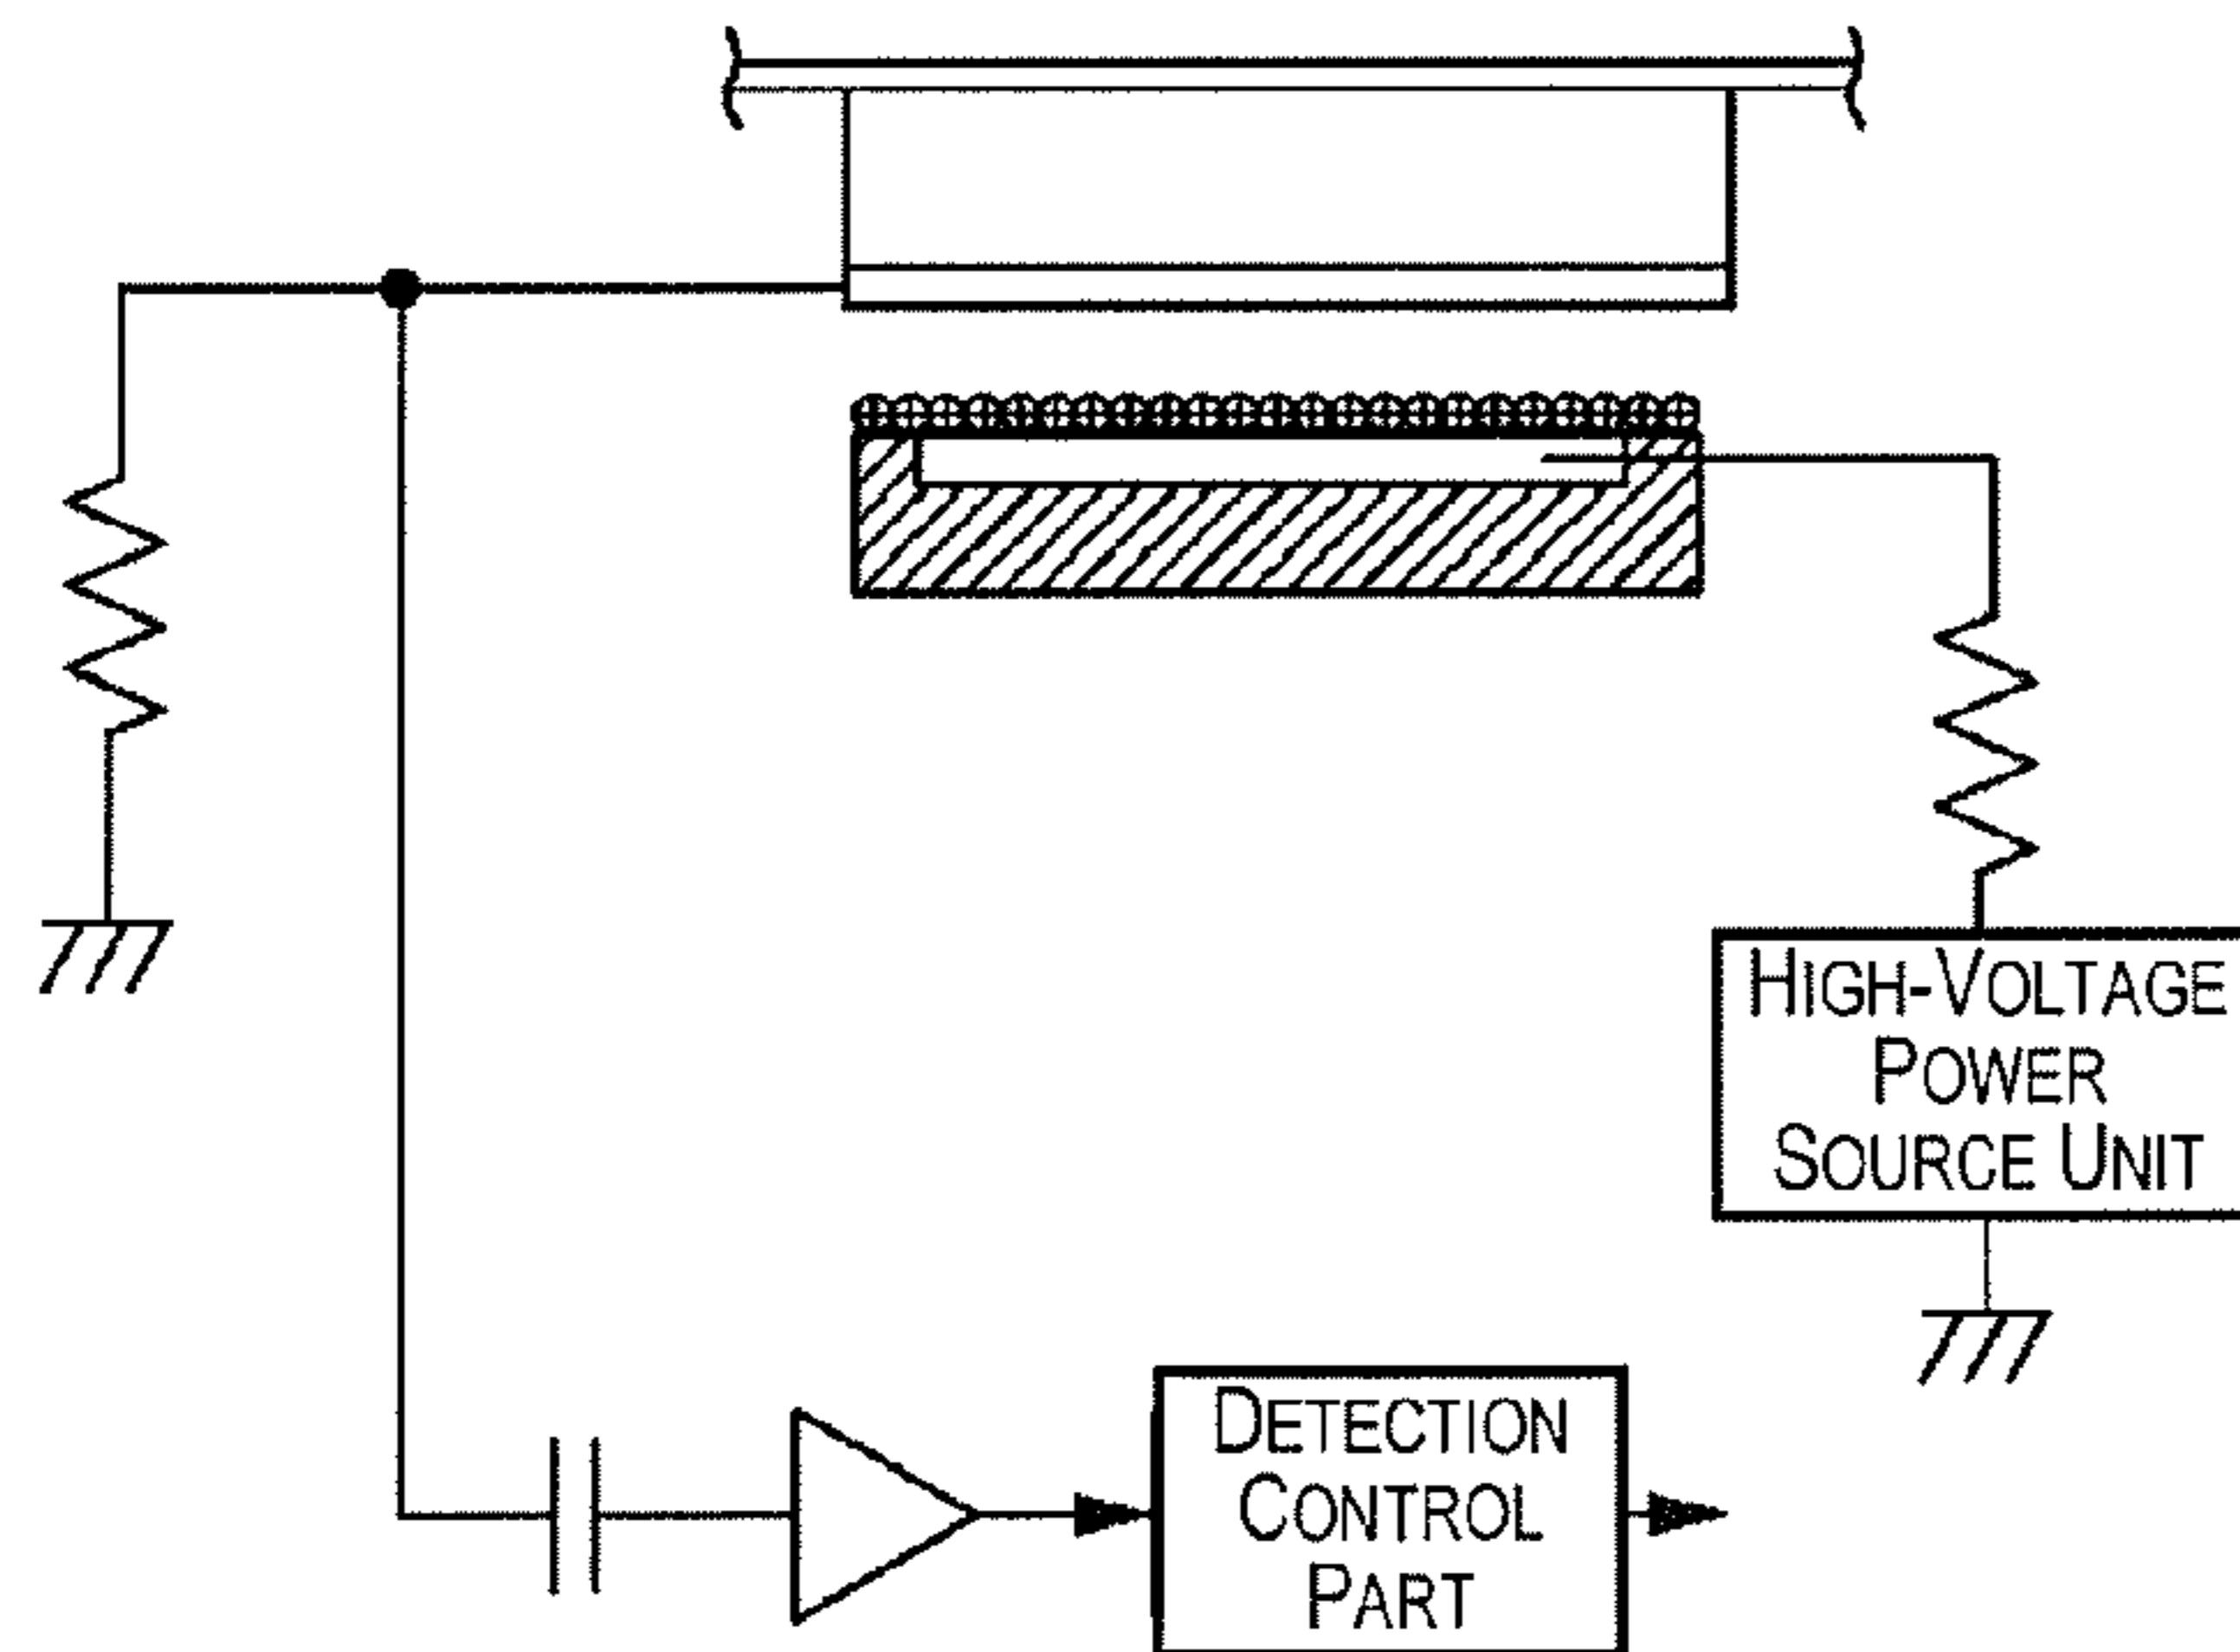 HIGH-VOLTAGE
POWER
SOURCE UNIT
DETECTION
CONTROL
PART